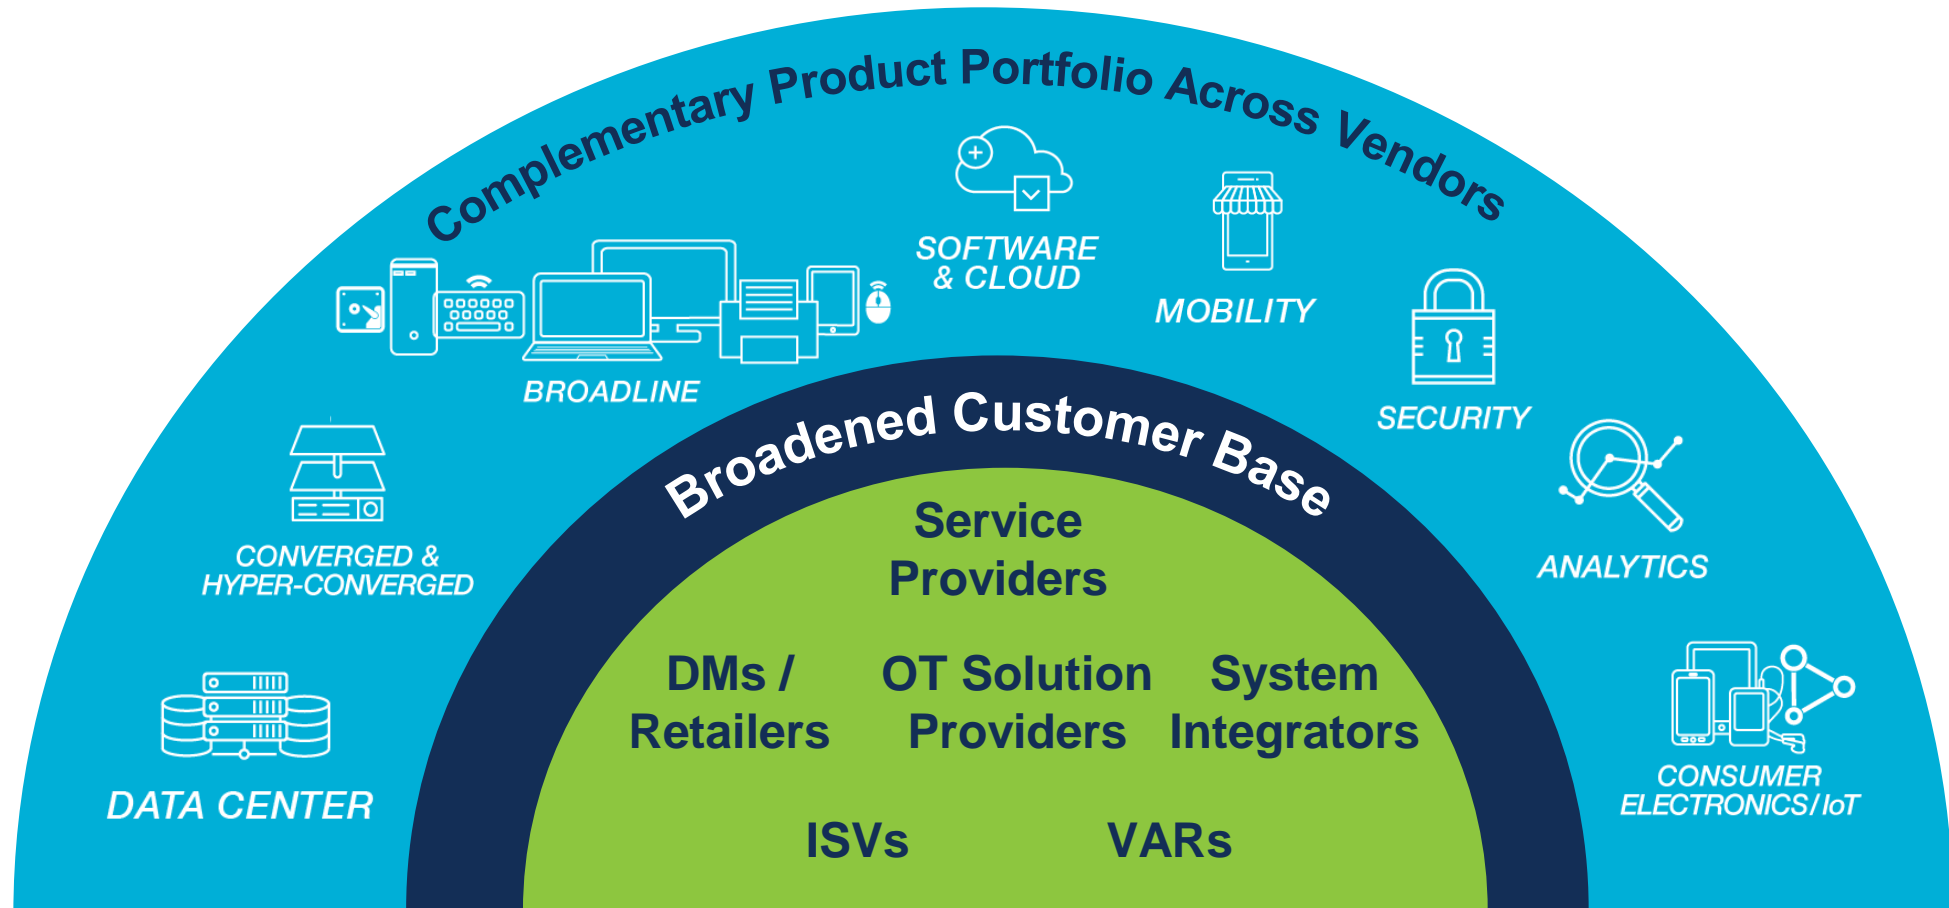 Complementary Product Portfolio Across Vendors
DATA CENTER
CONVERGED &
HYPER-CONVERGED
BROADLINE
SOFTWARE
& CLOUD
MOBILITY
SECURITY
ANALYTICS
CONSUMER
ELECTRONICS/IoT
Broadened Customer Base
Service
Providers
DMs /
Retailers
OT Solution
Providers
System
Integrators
ISVs
VARs